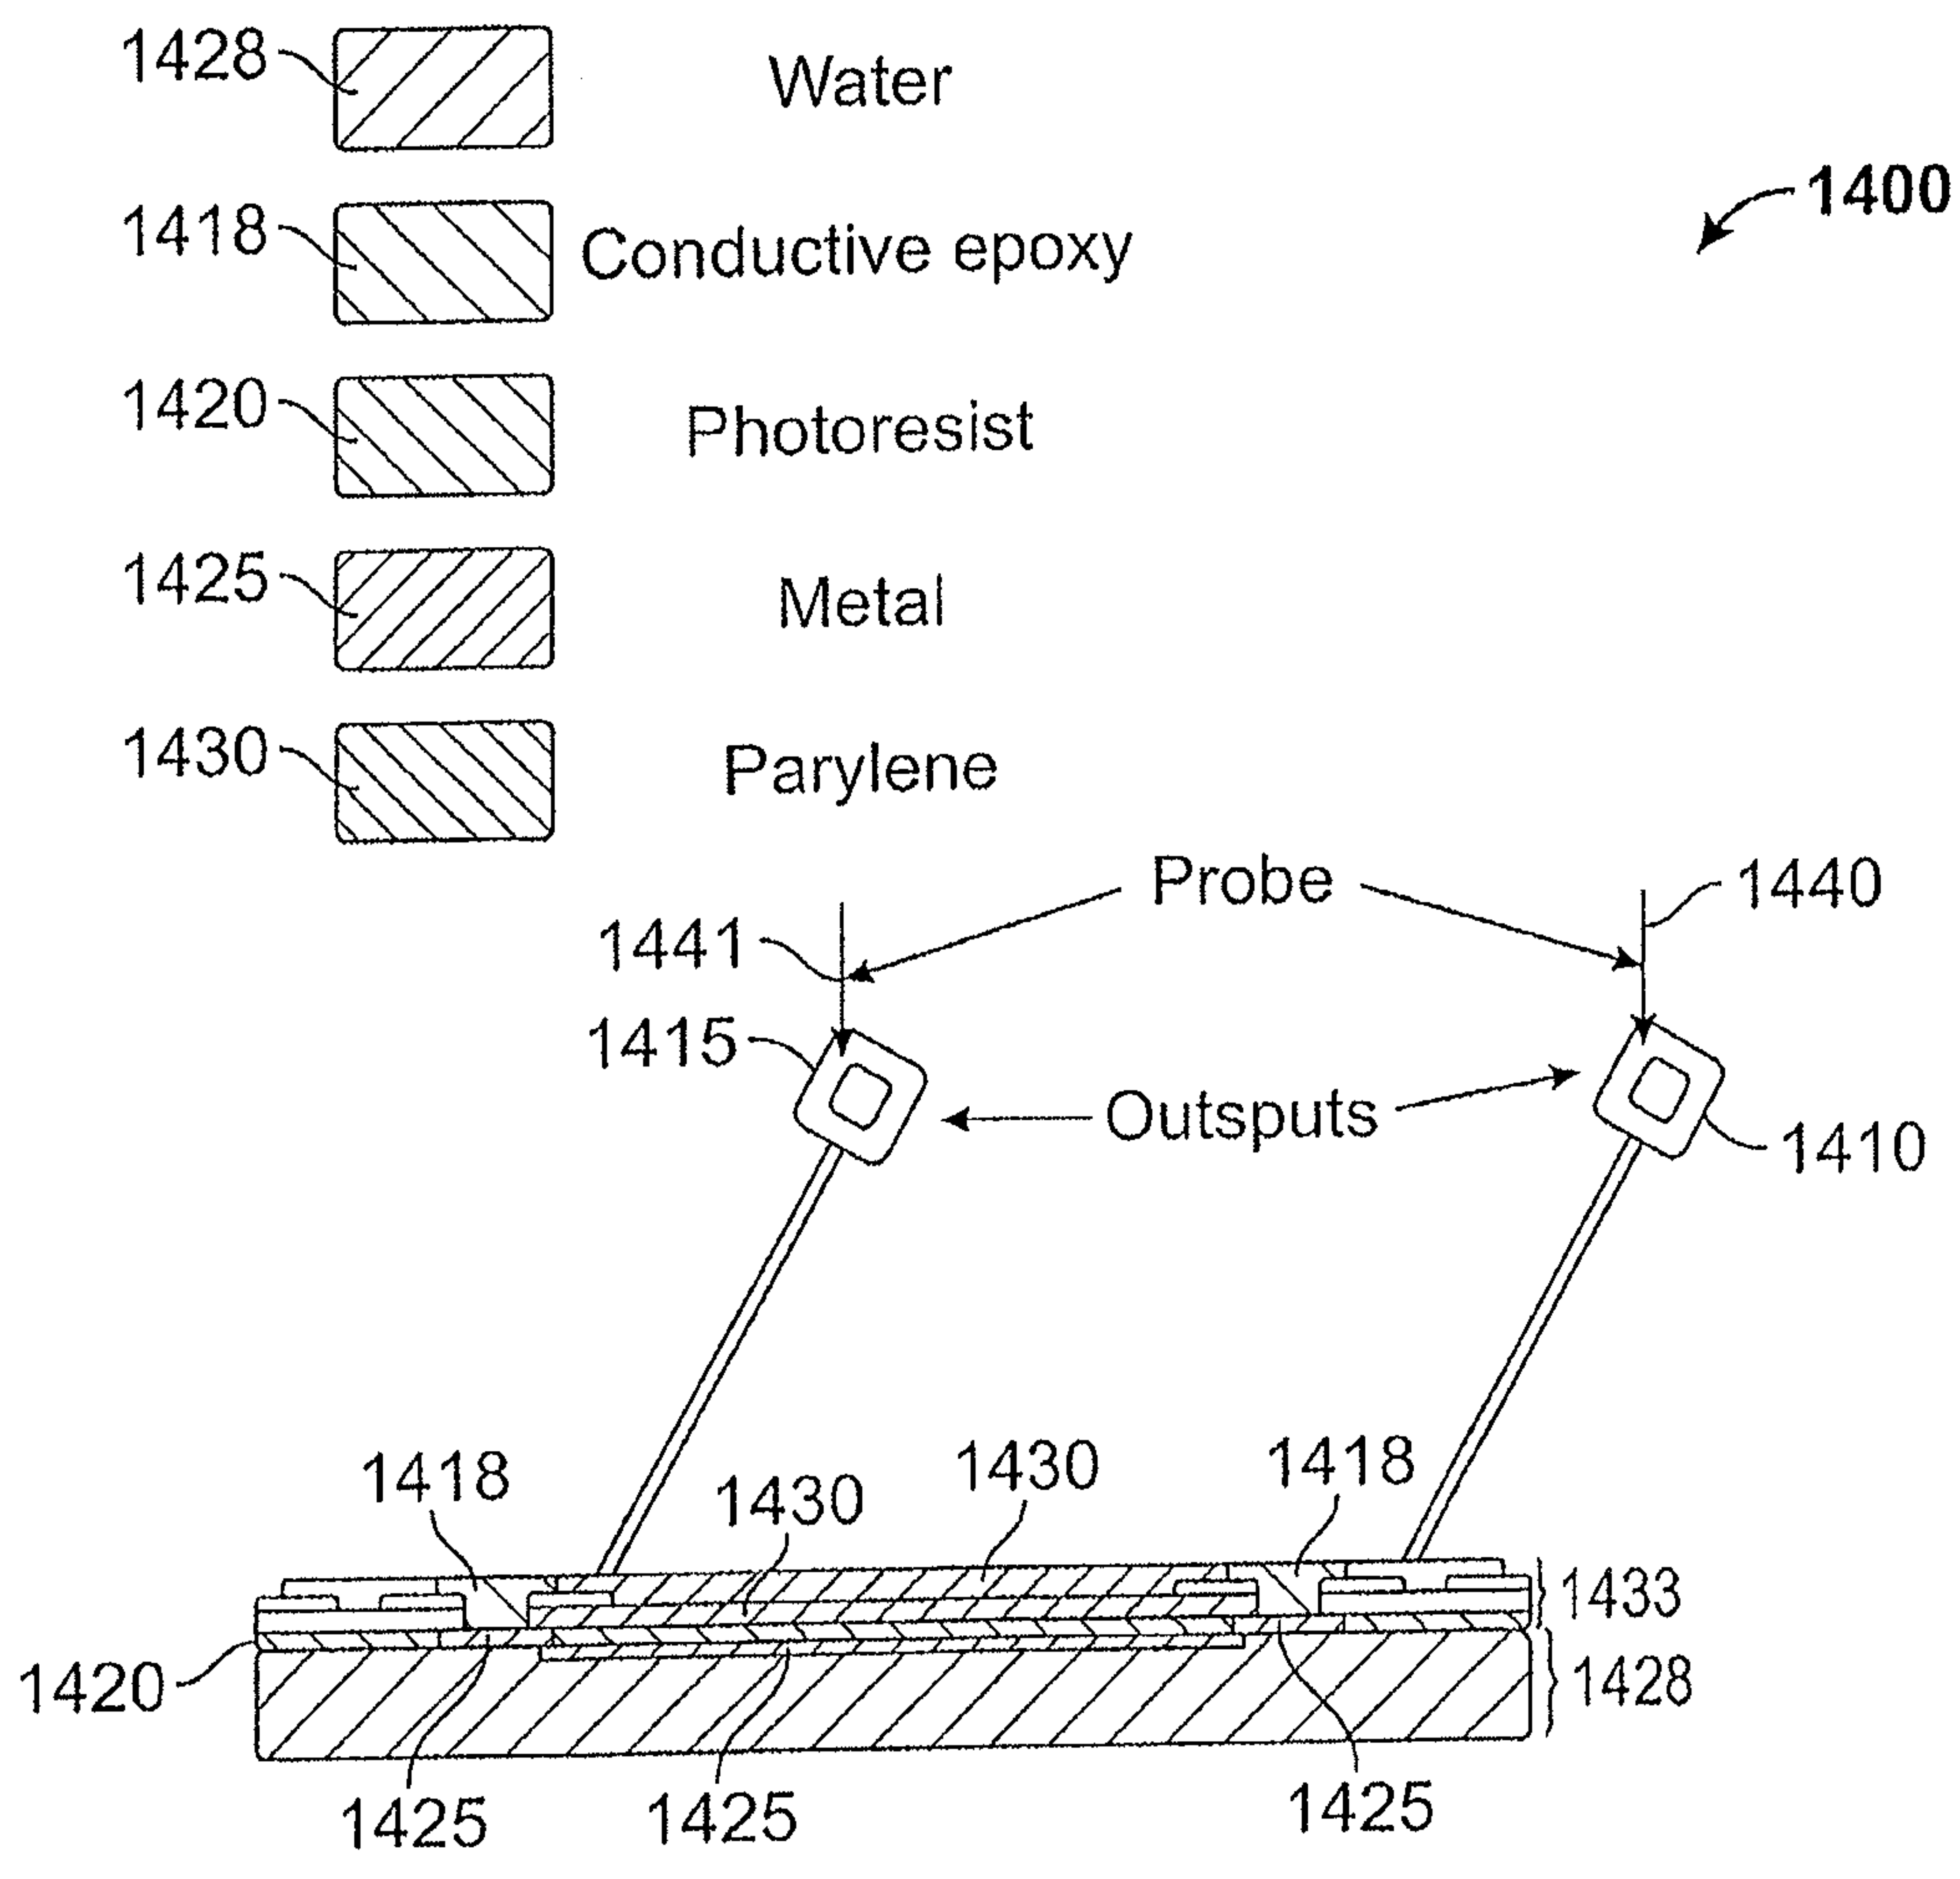 1428 Water
1400
1418 Conductive epoxy
1420 Photoresist
1425 Metal
1430 Parylene
Probe
1440
1441
1415
Outsputs
1410
1418
1430
1430
1418
1433
1420
1428
1425
1425
1425